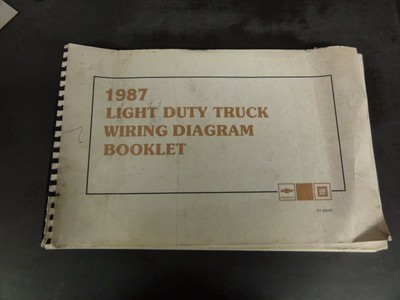 1987
LIGHT DUTY TRUCK
WIRING DIAGRAM
BOOKLET